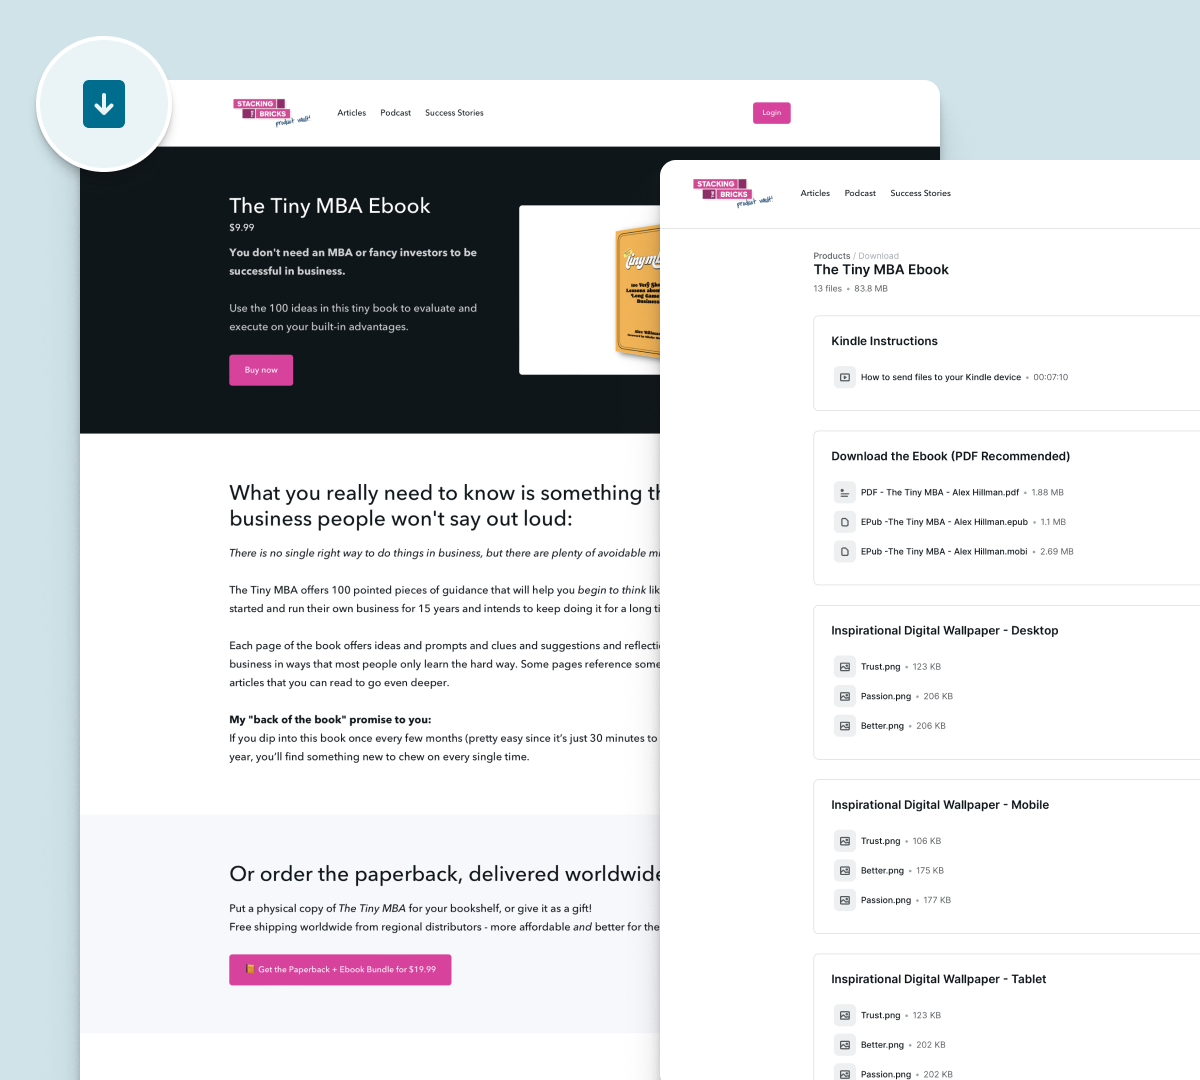 STACKING
THE BRICKS
product vault!
Articles
Podcast
Success Stories
Login
The Tiny MBA Ebook
$9.99
You don't need an MBA or fancy investors to be
successful in business.
Use the 100 ideas in this tiny book to evaluate and
execute on your built-in advantages.
Buy now
What you really need to know is something th
business people won't say out loud:
There is no single right way to do things in business, but there are plenty of avoidable mi
The Tiny MBA offers 100 pointed pieces of guidance that will help you begin to think lik
started and run their own business for 15 years and intends to keep doing it for a long ti
Each page of the book offers ideas and prompts and clues and suggestions and reflecti
business in ways that most people only learn the hard way. Some pages reference some
articles that you can read to go even deeper.
My "back of the book" promise to you:
If you dip into this book once every few months (pretty easy since it's just 30 minutes to
year, you'll find something new to chew on every single time.
Or order the paperback, delivered worldwide
Put a physical copy of The Tiny MBA for your bookshelf, or give it as a gift!
Free shipping worldwide from regional distributors - more affordable and better for the
Get the Paperback + Ebook Bundle for $19.99
STACKING
THE BRICKS
product vault!
Articles
Podcast
Success Stories
Products / Download
The Tiny MBA Ebook
13 files • 83.8 MB
Kindle Instructions
How to send files to your Kindle device • 00:07:10
Download the Ebook (PDF Recommended)
PDF - The Tiny MBA - Alex Hillman.pdf • 1.88 MB
EPub -The Tiny MBA - Alex Hillman.epub • 1.1 MB
EPub -The Tiny MBA - Alex Hillman.mobi • 2.69 MB
Inspirational Digital Wallpaper - Desktop
Trust.png • 123 KB
Passion.png • 206 KB
Better.png • 206 KB
Inspirational Digital Wallpaper - Mobile
Trust.png • 106 KB
Better.png • 175 KB
Passion.png • 177 KB
Inspirational Digital Wallpaper - Tablet
Trust.png • 123 KB
Better.png • 202 KB
Passion.png • 202 KB